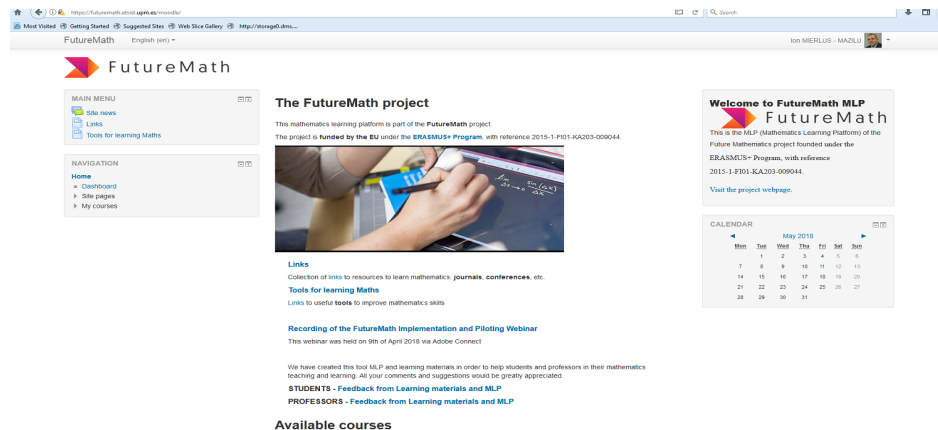 https://futuremath.etsist.upm.es/moodle/
Search
Most Visited Getting Started Suggested Sites Web Slice Gallery http://storage0.dms...
FutureMath English (en)
Ion MIERLUS - MAZILU
FutureMath
MAIN MENU
Site news
Links
Tools for learning Maths
NAVIGATION
Home
Dashboard
Site pages
My courses
The FutureMath project
This mathematics learning platform is part of the FutureMath project.
The project is funded by the EU under the ERASMUS+ Program, with reference 2015-1-FI01-KA203-009044.
lim sin(Δx)
Δx→0 Δx
Links
Collection of links to resources to learn mathematics: journals, conferences, etc.
Tools for learning Maths
Links to useful tools to improve mathematics skills
Recording of the FutureMath Implementation and Piloting Webinar
This webinar was held on 9th of April 2018 via Adobe Connect
We have created this tool MLP and learning materials in order to help students and professors in their mathematics
teaching and learning. All your comments and suggestions would be greatly appreciated.
STUDENTS - Feedback from Learning materials and MLP
PROFESSORS - Feedback from Learning materials and MLP
Available courses
Welcome to FutureMath MLP
FutureMath
This is the MLP (Mathematics Learning Platform) of the
Future Mathematics project founded under the
ERASMUS+ Program, with reference
2015-1-FI01-KA203-009044.
Visit the project webpage.
CALENDAR
May 2018
Mon Tue Wed Thu Fri Sat Sun
1 2 3 4 5 6
7 8 9 10 11 12 13
14 15 16 17 18 19 20
21 22 23 24 25 26 27
28 29 30 31